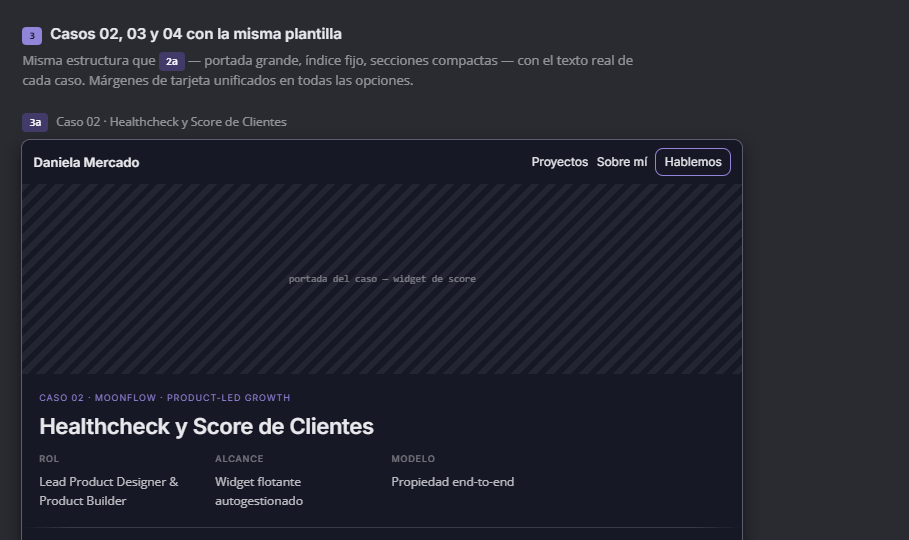 3 Casos 02, 03 y 04 con la misma plantilla
Misma estructura que 2a — portada grande, índice fijo, secciones compactas — con el texto real de
cada caso. Márgenes de tarjeta unificados en todas las opciones.
3a Caso 02 · Healthcheck y Score de Clientes
Daniela Mercado Proyectos Sobre mí Hablemos
portada del caso — widget de score
CASO 02 · MOONFLOW · PRODUCT-LED GROWTH
Healthcheck y Score de Clientes
ROL ALCANCE MODELO
Lead Product Designer & Widget flotante Propiedad end-to-end
Product Builder autogestionado